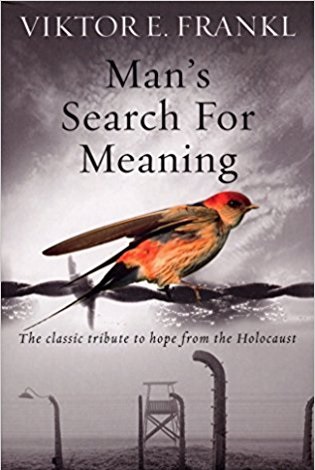 VIKTOR E. FRANKL
Man's
Search For
Meaning
The classic tribute to hope from the Holocaust